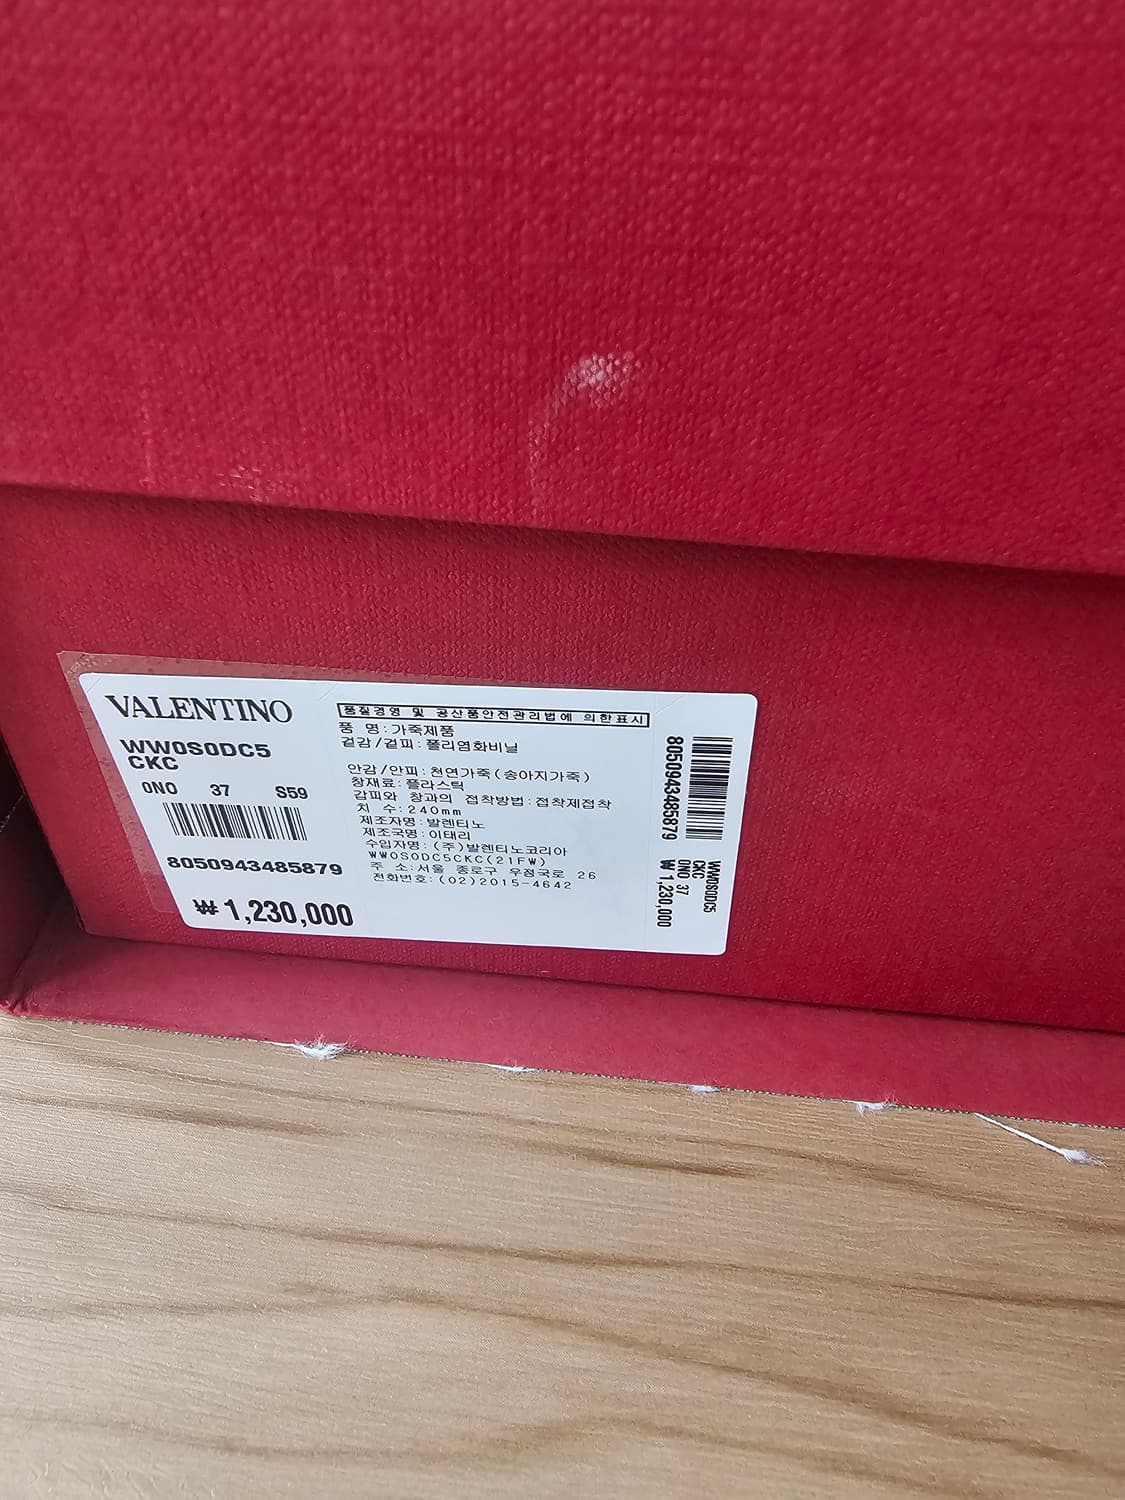 VALENTINO
WW0S0DC5
CKC
0NO 37 S59
8050943485879
₩ 1,230,000
품질경영 및 공산품안전관리법에 의한표시
품 명:가죽제품
겉감/겉피:폴리염화비닐
안감/안피:천연가죽(송아지가죽)
창재료:플라스틱
갑피와 창과의 접착방법:접착제접착
치 수:240mm
제조자명:발렌티노
제조국명:이태리
수입자명:(주)발렌티노코리아
WW0S0DC5CKC(21FW)
주 소:서울 종로구 우정국로 26
전화번호:(02)2015-4642
8050943485879
WW0S0DC5
CKC
0NO 37
₩ 1,230,000